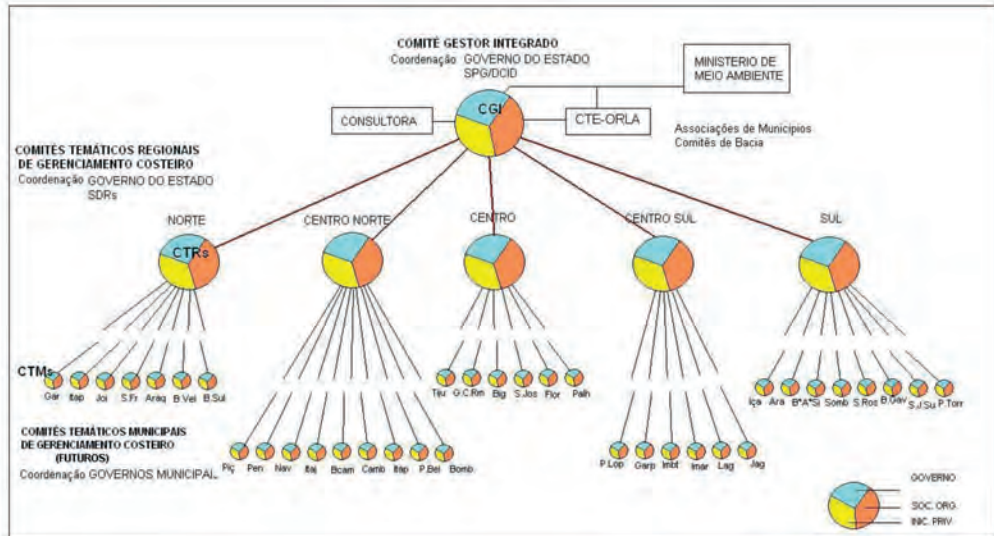 COMITÊ GESTOR INTEGRADO
Coordenação GOVERNO DO ESTADO
SPG/DCID
MINISTERIO DE
MEIO AMBIENTE
CGI
CONSULTORA
CTE-ORLA
Associações de Municípios
Comitês de Bacia
COMITÊS TEMÁTICOS REGIONAIS
DE GERENCIAMENTO COSTEIRO
Coordenação GOVERNO DO ESTADO
SDRs
NORTE
CENTRO NORTE
CENTRO
CENTRO SUL
SUL
CTRs
CTMs
Gar Itap Joi S.Fr Araq B.Vel B.Sul
Tiju G.C.Rm Big S.Jos Flor Palh
Iça Ara BªAªSi Somb S.Ros B.Gav S.J.Su P.Torr
COMITÊS TEMÁTICOS MUNICIPAIS
DE GERENCIAMENTO COSTEIRO
(FUTUROS)
Coordenação GOVERNOS MUNICIPAL
Piç Pen Nav Itaj Bcam Camb Itap P.Bel Bomb.
P.Lop Garp Imbt Imar Lag Jag
GOVERNO
SOC. ORG.
INIC. PRIV.